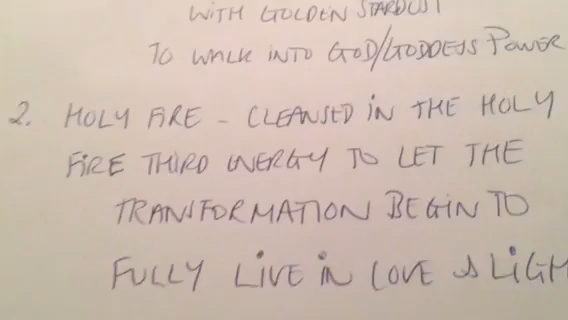 WITH GOLDEN STARDUST
TO WALK INTO GOD/GODDESS POWER
2. HOLY FIRE - CLEANSED IN THE HOLY
FIRE THIRD ENERGY TO LET THE
TRANSFORMATION BEGIN TO
FULLY LIVE IN LOVE & LIGH